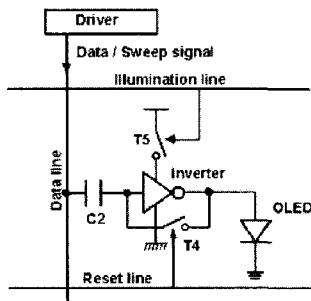 Driver
Data / Sweep signal
Illumination line
T5
Inverter
Data line
C2
OLED
T4
Reset line